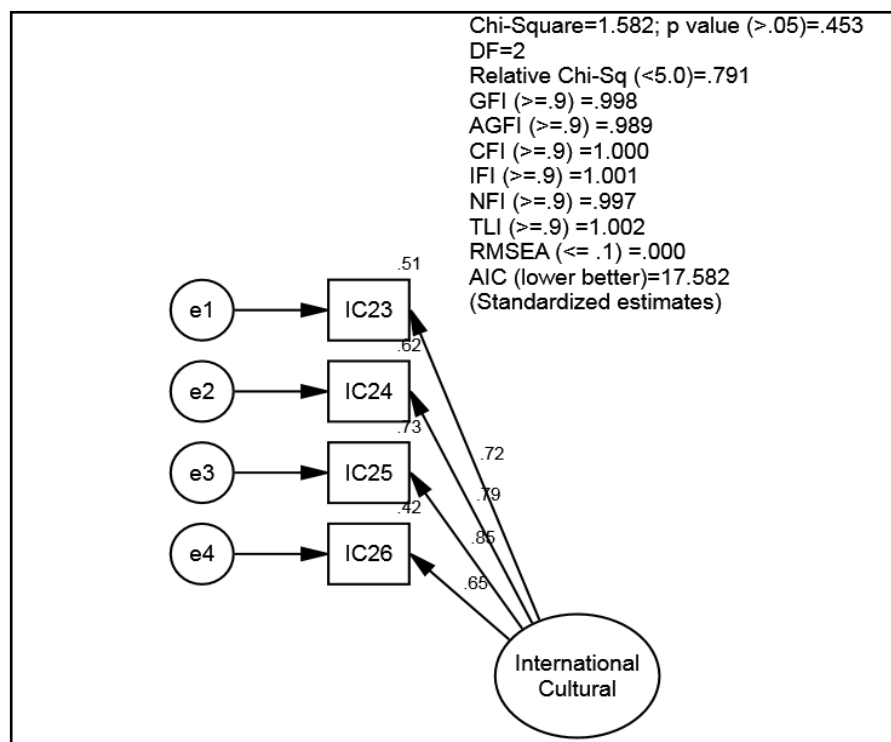 Chi-Square=1.582; p value (>.05)=.453
DF=2
Relative Chi-Sq (<5.0)=.791
GFI (>=.9) =.998
AGFI (>=.9) =.989
CFI (>=.9) =1.000
IFI (>=.9) =1.001
NFI (>=.9) =.997
TLI (>=.9) =1.002
RMSEA (<= .1) =.000
AIC (lower better)=17.582
(Standardized estimates)
.51
e1
IC23
.62
e2
IC24
.73
.72
e3
IC25
.79
.42
.85
e4
IC26
.65
International
Cultural